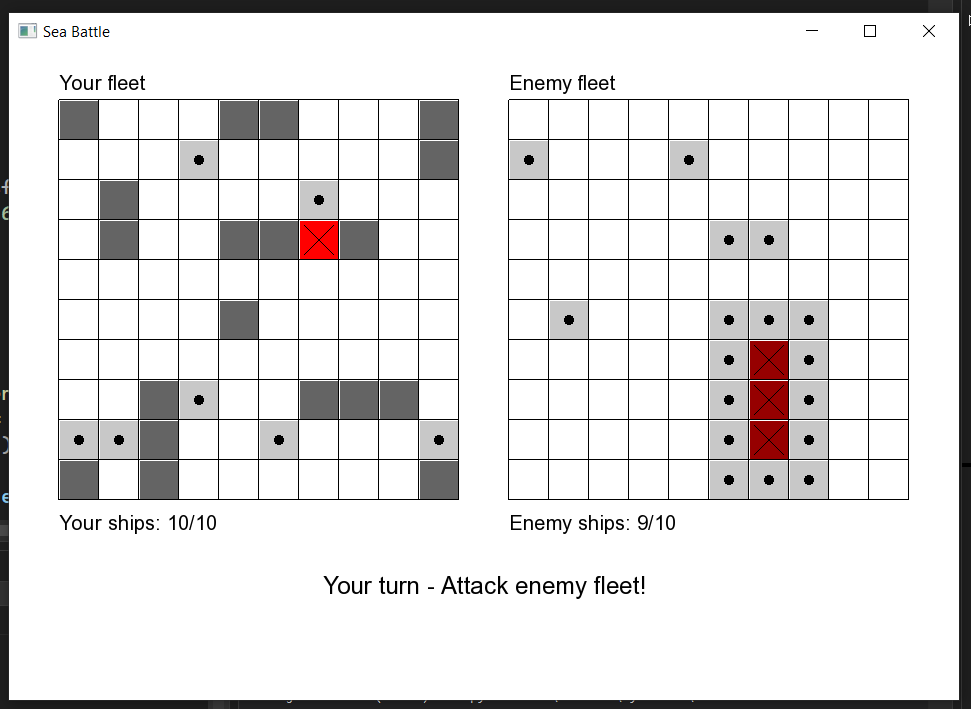 Sea Battle
Your fleet
Enemy fleet
Your ships: 10/10
Enemy ships: 9/10
Your turn - Attack enemy fleet!